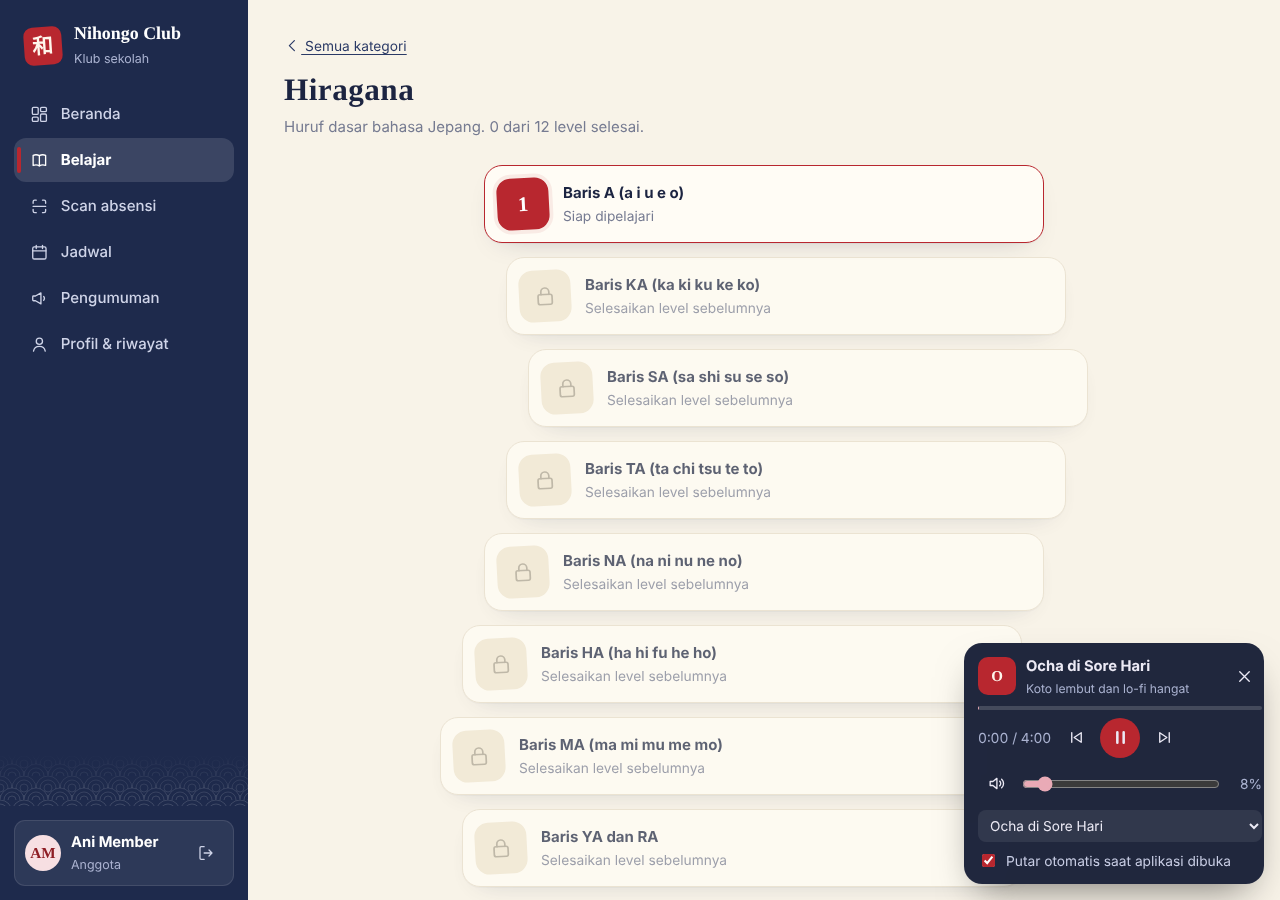 和
Nihongo Club
Klub sekolah
Beranda
Belajar
Scan absensi
Jadwal
Pengumuman
Profil & riwayat
AM
Ani Member
Anggota
Semua kategori
Hiragana
Huruf dasar bahasa Jepang. 0 dari 12 level selesai.
1
Baris A (a i u e o)
Siap dipelajari
Baris KA (ka ki ku ke ko)
Selesaikan level sebelumnya
Baris SA (sa shi su se so)
Selesaikan level sebelumnya
Baris TA (ta chi tsu te to)
Selesaikan level sebelumnya
Baris NA (na ni nu ne no)
Selesaikan level sebelumnya
Baris HA (ha hi fu he ho)
Selesaikan level sebelumnya
Baris MA (ma mi mu me mo)
Selesaikan level sebelumnya
Baris YA dan RA
Selesaikan level sebelumnya
O
Ocha di Sore Hari
Koto lembut dan lo-fi hangat
0:00 / 4:00
8%
Ocha di Sore Hari
Putar otomatis saat aplikasi dibuka